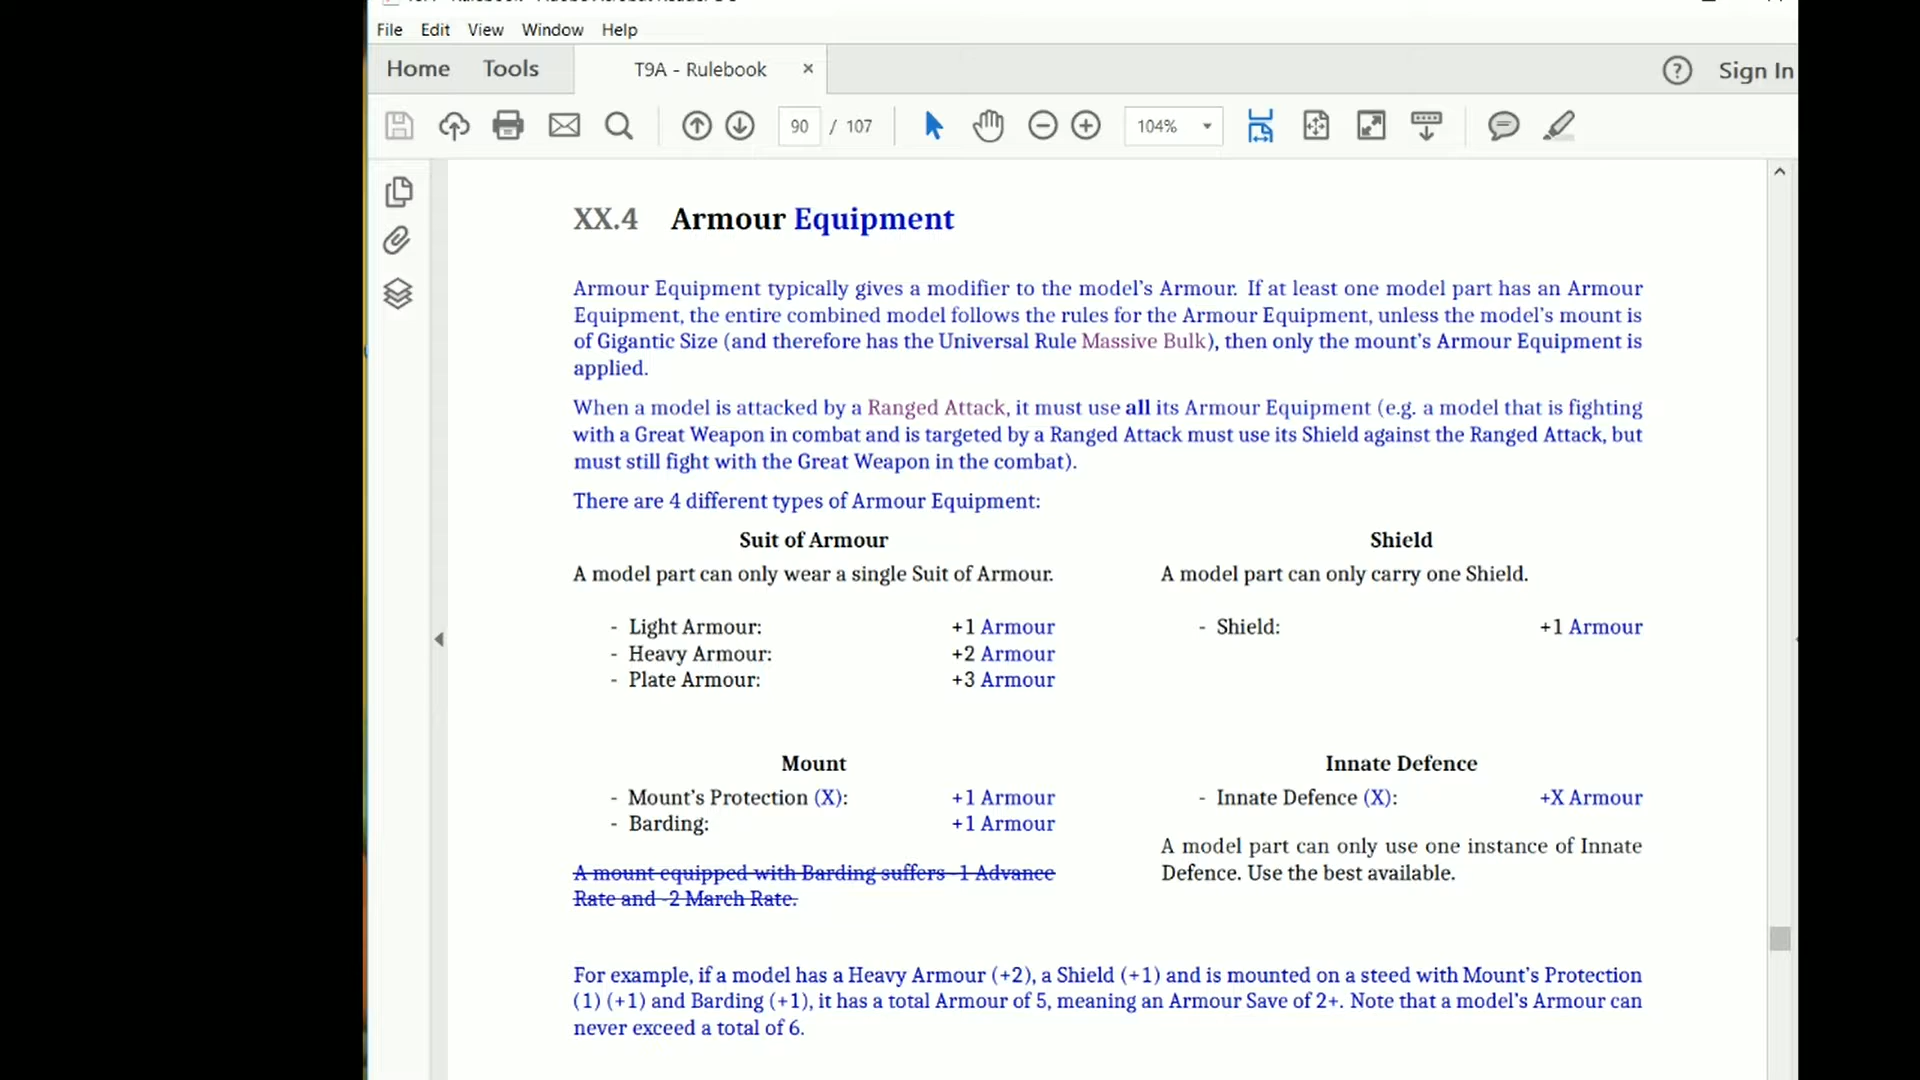 File Edit View Window Help
Home Tools T9A - Rulebook × ? Sign In
90 / 107 104%
XX.4 Armour Equipment
Armour Equipment typically gives a modifier to the model’s Armour. If at least one model part has an Armour
Equipment, the entire combined model follows the rules for the Armour Equipment, unless the model’s mount is
of Gigantic Size (and therefore has the Universal Rule Massive Bulk), then only the mount’s Armour Equipment is
applied.
When a model is attacked by a Ranged Attack, it must use all its Armour Equipment (e.g. a model that is fighting
with a Great Weapon in combat and is targeted by a Ranged Attack must use its Shield against the Ranged Attack, but
must still fight with the Great Weapon in the combat).
There are 4 different types of Armour Equipment:
Suit of Armour
A model part can only wear a single Suit of Armour.
- Light Armour: +1 Armour
- Heavy Armour: +2 Armour
- Plate Armour: +3 Armour
Shield
A model part can only carry one Shield.
- Shield: +1 Armour
Mount
- Mount’s Protection (X): +1 Armour
- Barding: +1 Armour
A mount equipped with Barding suffers -1 Advance
Rate and -2 March Rate.
Innate Defence
- Innate Defence (X): +X Armour
A model part can only use one instance of Innate
Defence. Use the best available.
For example, if a model has a Heavy Armour (+2), a Shield (+1) and is mounted on a steed with Mount’s Protection
(1) (+1) and Barding (+1), it has a total Armour of 5, meaning an Armour Save of 2+. Note that a model’s Armour can
never exceed a total of 6.